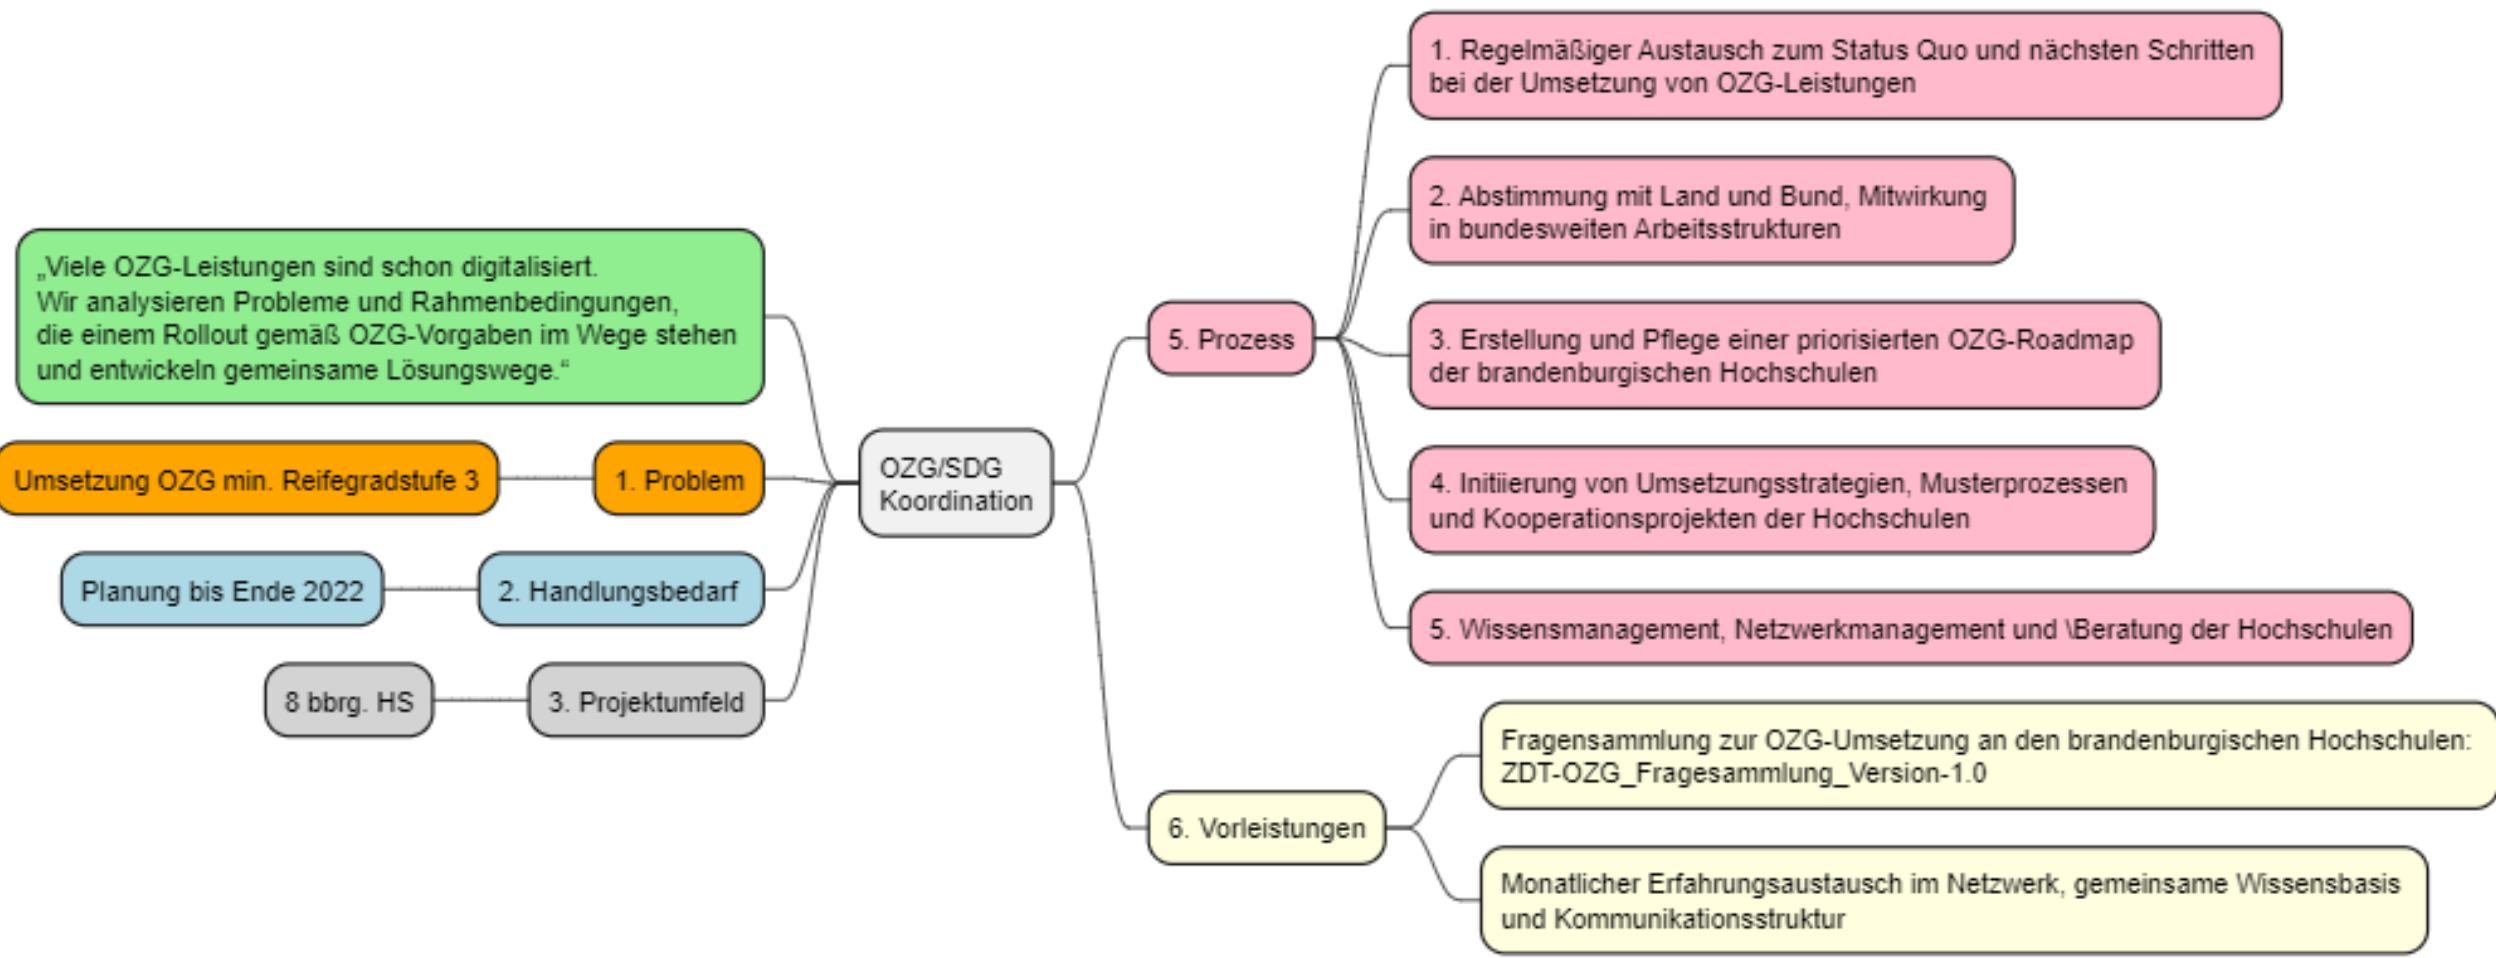 „Viele OZG-Leistungen sind schon digitalisiert.
Wir analysieren Probleme und Rahmenbedingungen,
die einem Rollout gemäß OZG-Vorgaben im Wege stehen
und entwickeln gemeinsame Lösungswege.“
Umsetzung OZG min. Reifegradstufe 3
1. Problem
Planung bis Ende 2022
2. Handlungsbedarf
8 bbrg. HS
3. Projektumfeld
OZG/SDG
Koordination
5. Prozess
1. Regelmäßiger Austausch zum Status Quo und nächsten Schritten
bei der Umsetzung von OZG-Leistungen
2. Abstimmung mit Land und Bund, Mitwirkung
in bundesweiten Arbeitsstrukturen
3. Erstellung und Pflege einer priorisierten OZG-Roadmap
der brandenburgischen Hochschulen
4. Initiierung von Umsetzungsstrategien, Musterprozessen
und Kooperationsprojekten der Hochschulen
5. Wissensmanagement, Netzwerkmanagement und \Beratung der Hochschulen
6. Vorleistungen
Fragensammlung zur OZG-Umsetzung an den brandenburgischen Hochschulen:
ZDT-OZG_Fragesammlung_Version-1.0
Monatlicher Erfahrungsaustausch im Netzwerk, gemeinsame Wissensbasis
und Kommunikationsstruktur